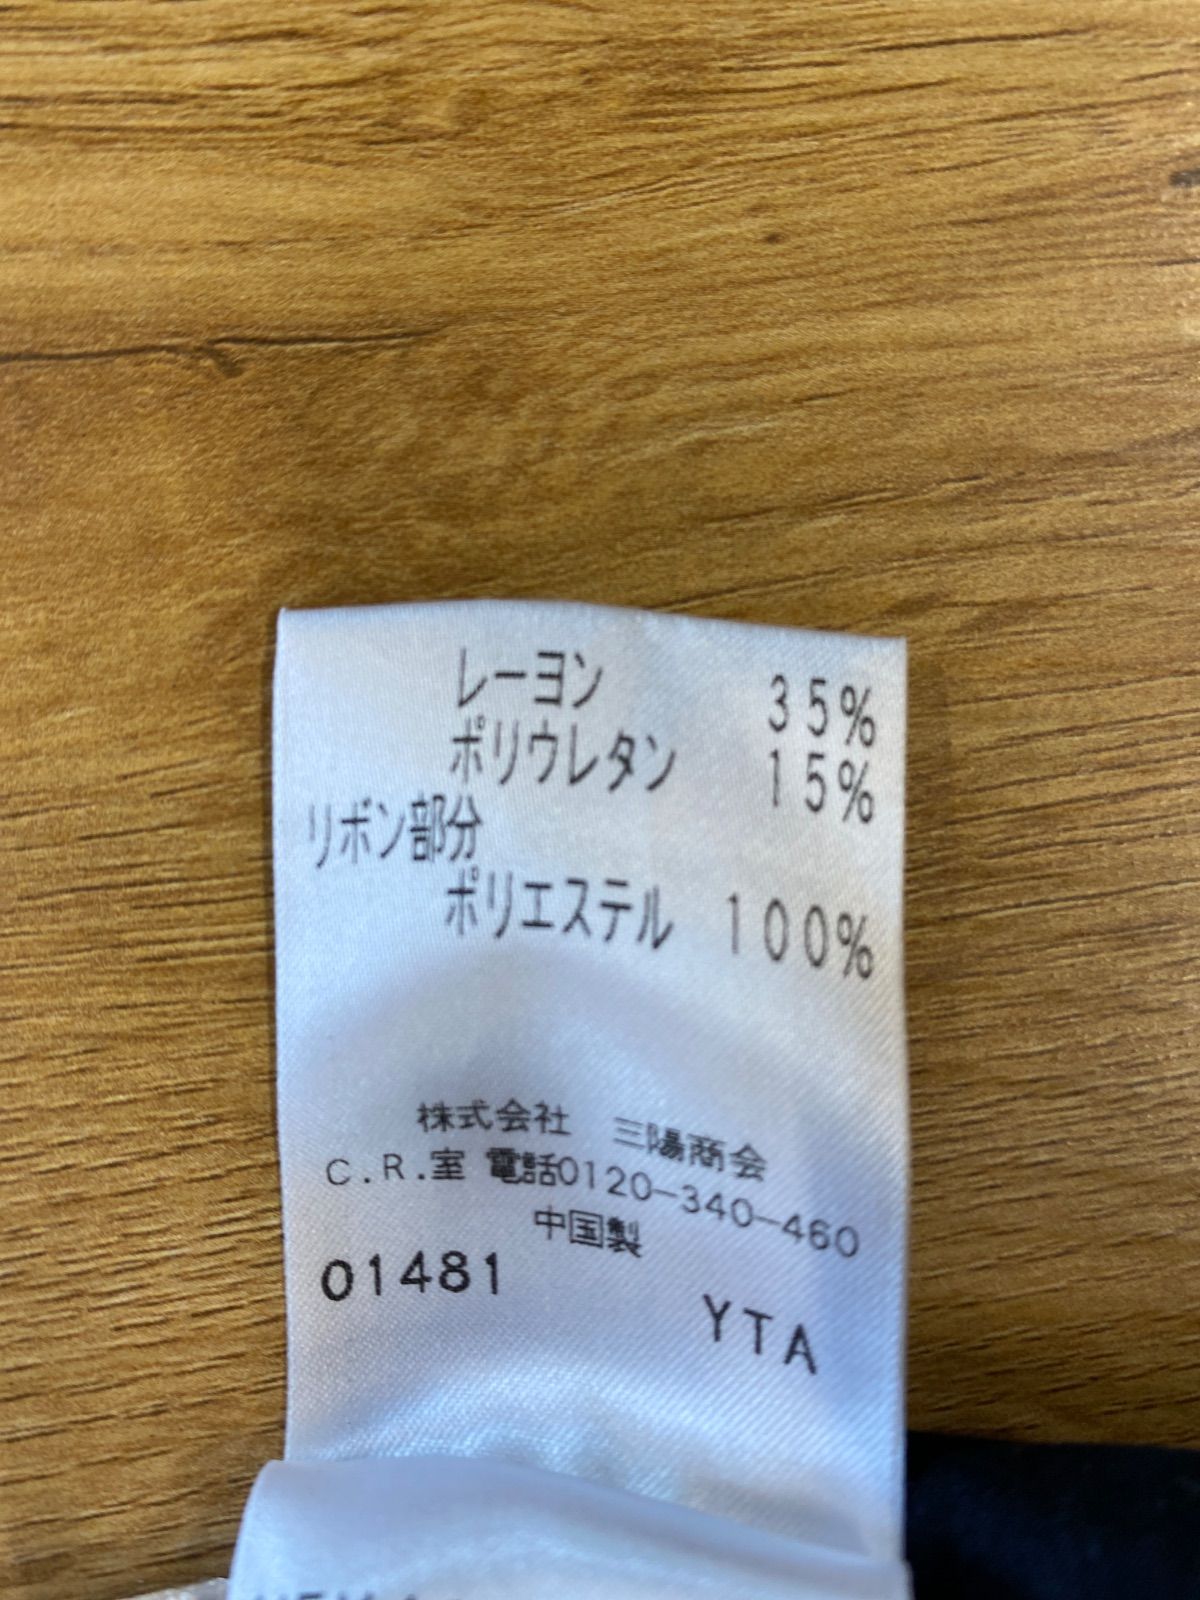 レーヨン 35%
ポリウレタン 15%
リボン部分
ポリエステル 100%
株式会社 三陽商会
C.R.室 電話0120-340-460
中国製
01481
YTA